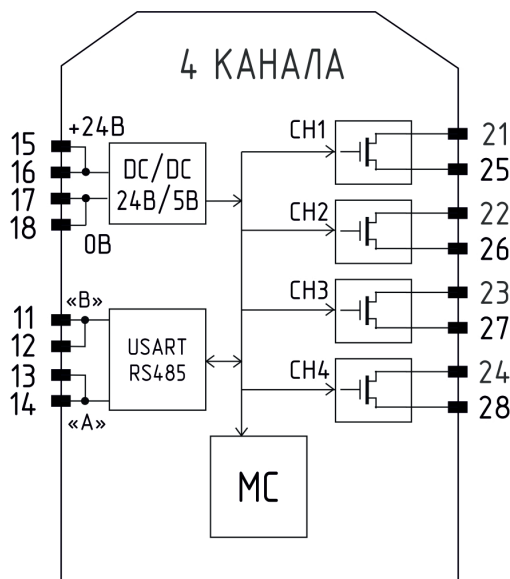 4 КАНАЛА
+24В
15
16
17
18
0В
DC/DC
24В/5В
«В»
11
12
13
14
«А»
USART
RS485
CH1
21
25
CH2
22
26
CH3
23
27
CH4
24
28
МС